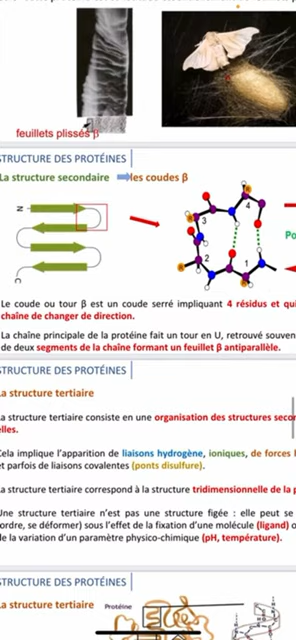 feuillets plissés β
STRUCTURE DES PROTÉINES
La structure secondaire les coudes β
N
C
3
4
2
1
R
R
R
R
Po
Le coude ou tour β est un coude serré impliquant 4 résidus et qui
chaîne de changer de direction.
La chaîne principale de la protéine fait un tour en U, retrouvé souven
de deux segments de la chaîne formant un feuillet β antiparallèle.
STRUCTURE DES PROTÉINES
La structure tertiaire
La structure tertiaire consiste en une organisation des structures secon
elles.
Cela implique l'apparition de liaisons hydrogène, ioniques, de forces
et parfois de liaisons covalentes (ponts disulfure).
La structure tertiaire correspond à la structure tridimensionnelle de la p
Une structure tertiaire n'est pas une structure figée : elle peut se
ordre, se déformer) sous l'effet de la fixation d'une molécule (ligand) o
de la variation d'un paramètre physico-chimique (pH, température).
STRUCTURE DES PROTÉINES
La structure tertiaire Protéine